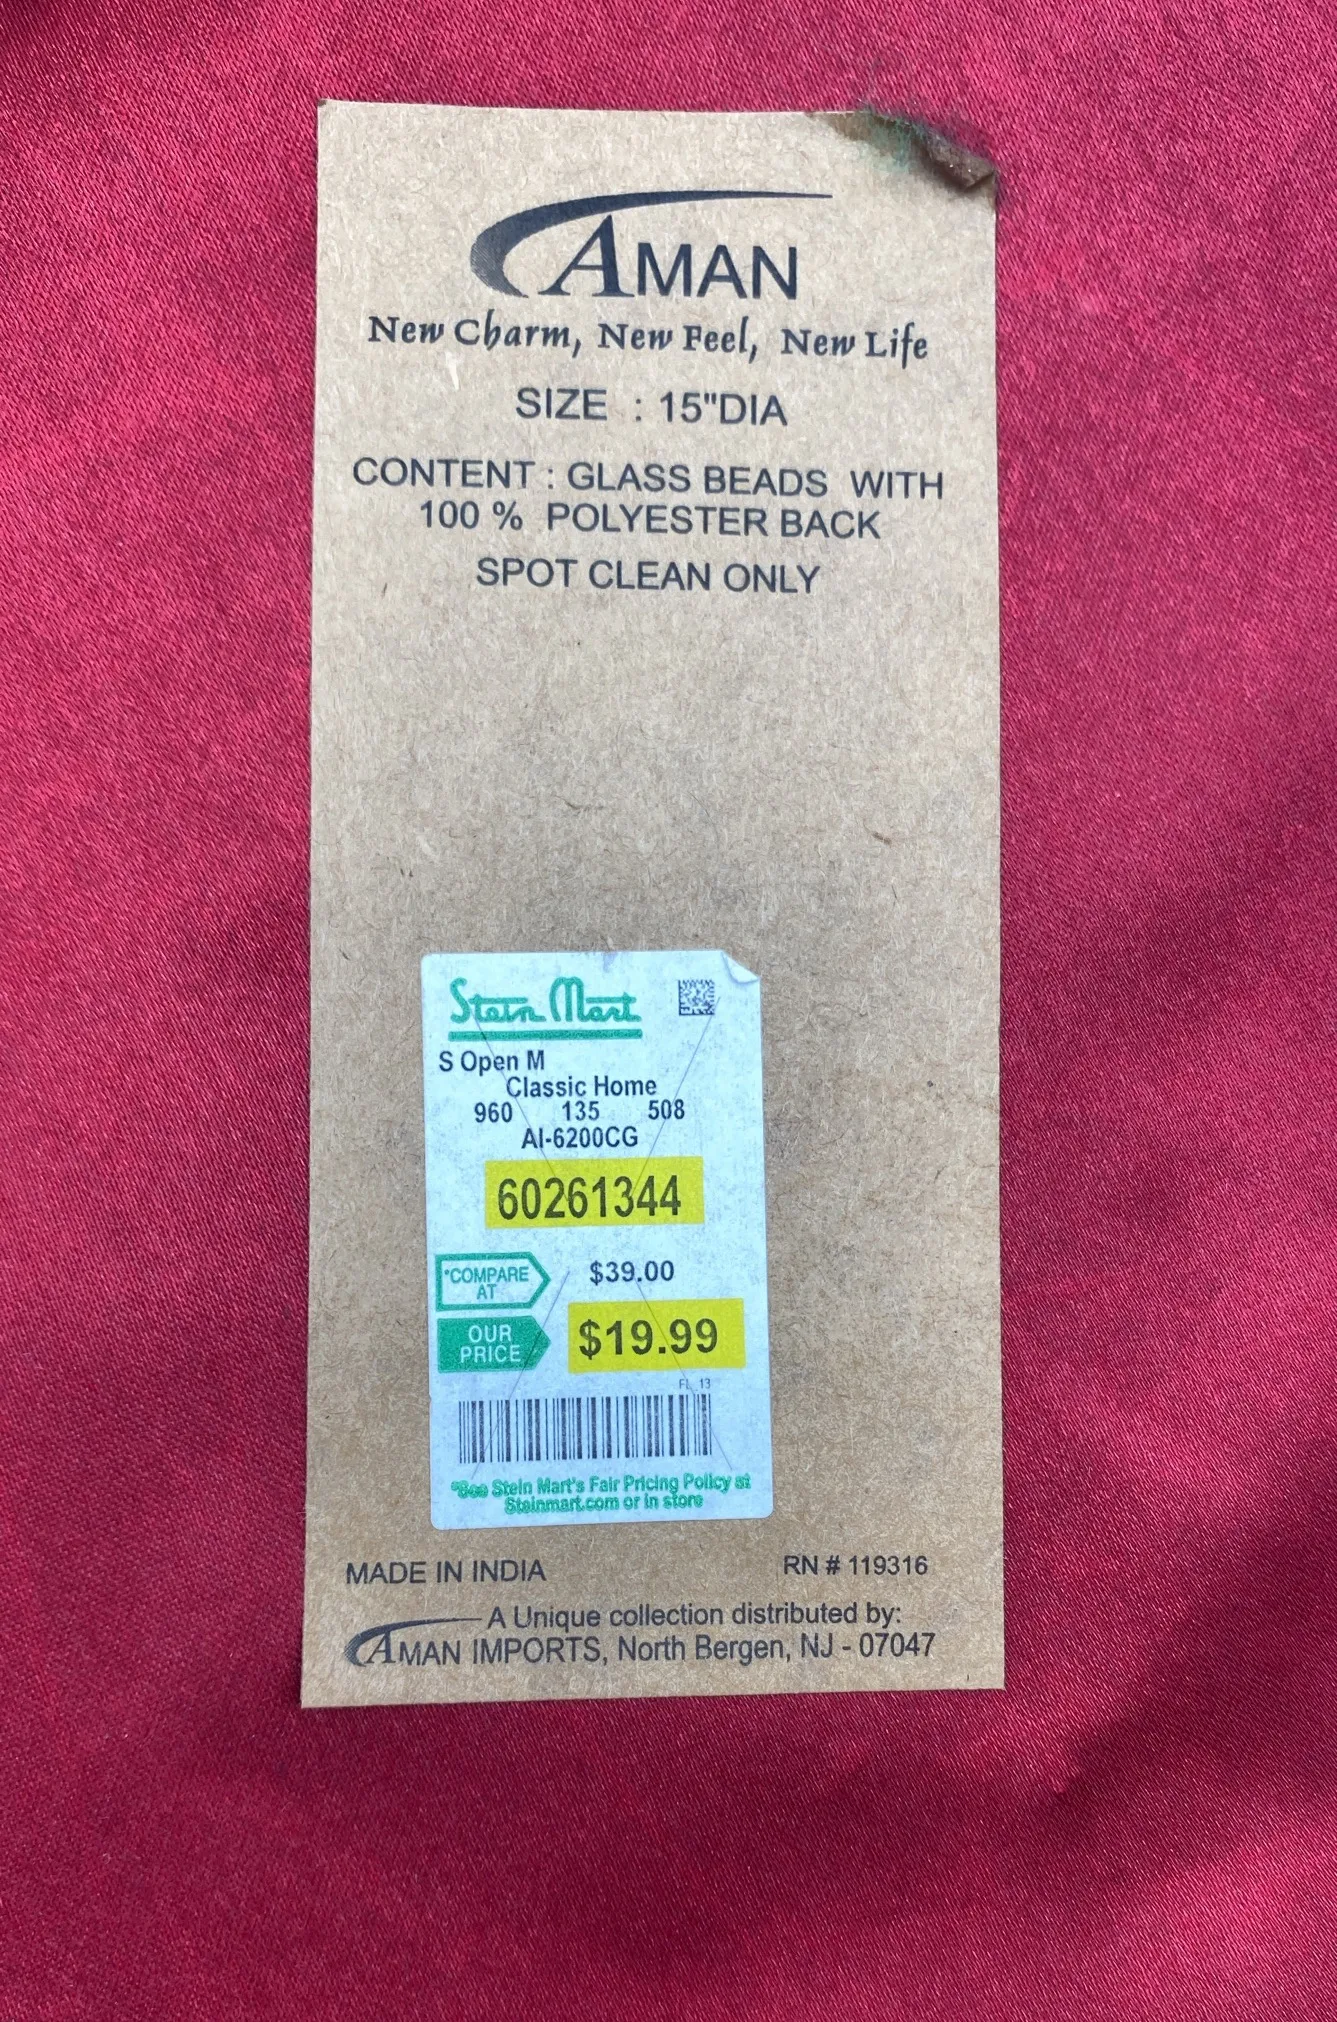 AMAN
New Charm, New Feel, New Life
SIZE : 15"DIA
CONTENT : GLASS BEADS WITH
100 % POLYESTER BACK
SPOT CLEAN ONLY
Stein Mart
S Open M
Classic Home
960 135 508
AI-6200CG
60261344
*COMPARE AT $39.00
OUR PRICE $19.99
FL 13
*See Stein Mart's Fair Pricing Policy at
Steinmart.com or in store
MADE IN INDIA RN # 119316
A Unique collection distributed by:
AMAN IMPORTS, North Bergen, NJ - 07047